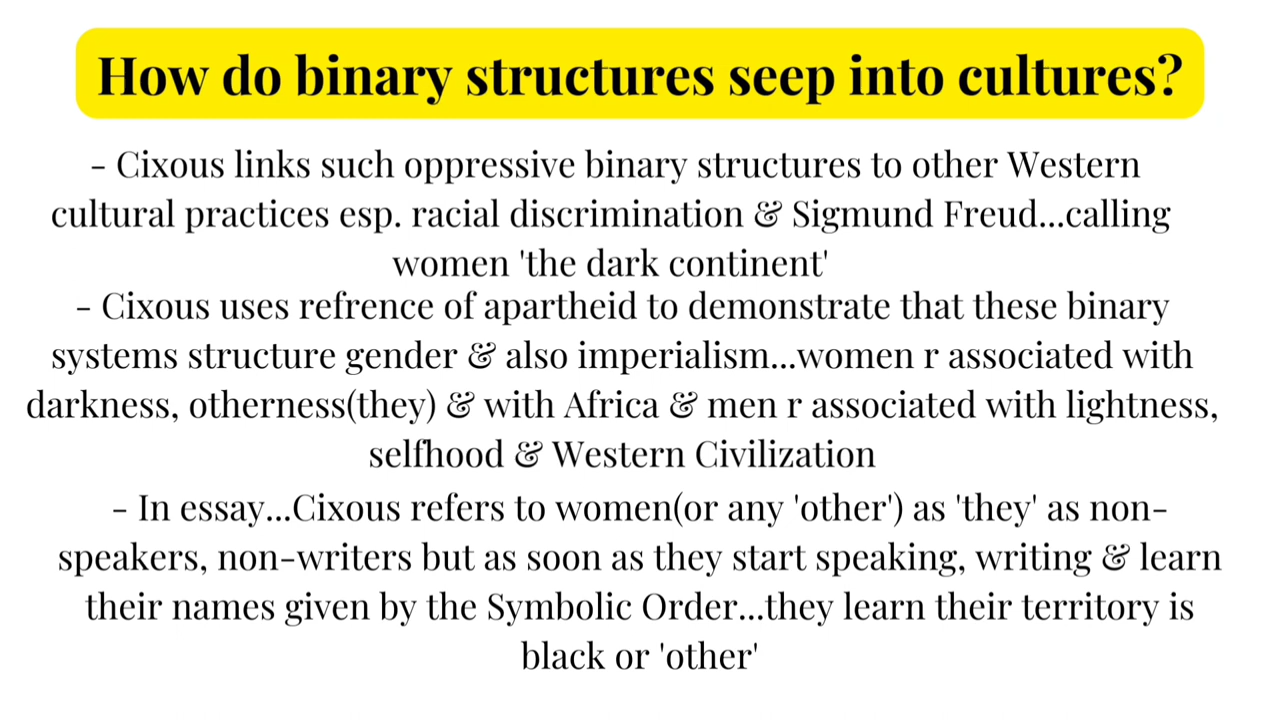 How do binary structures seep into cultures?
- Cixous links such oppressive binary structures to other Western
cultural practices esp. racial discrimination & Sigmund Freud...calling
women 'the dark continent'
- Cixous uses refrence of apartheid to demonstrate that these binary
systems structure gender & also imperialism...women r associated with
darkness, otherness(they) & with Africa & men r associated with lightness,
selfhood & Western Civilization
- In essay...Cixous refers to women(or any 'other') as 'they' as non-
speakers, non-writers but as soon as they start speaking, writing & learn
their names given by the Symbolic Order...they learn their territory is
black or 'other'